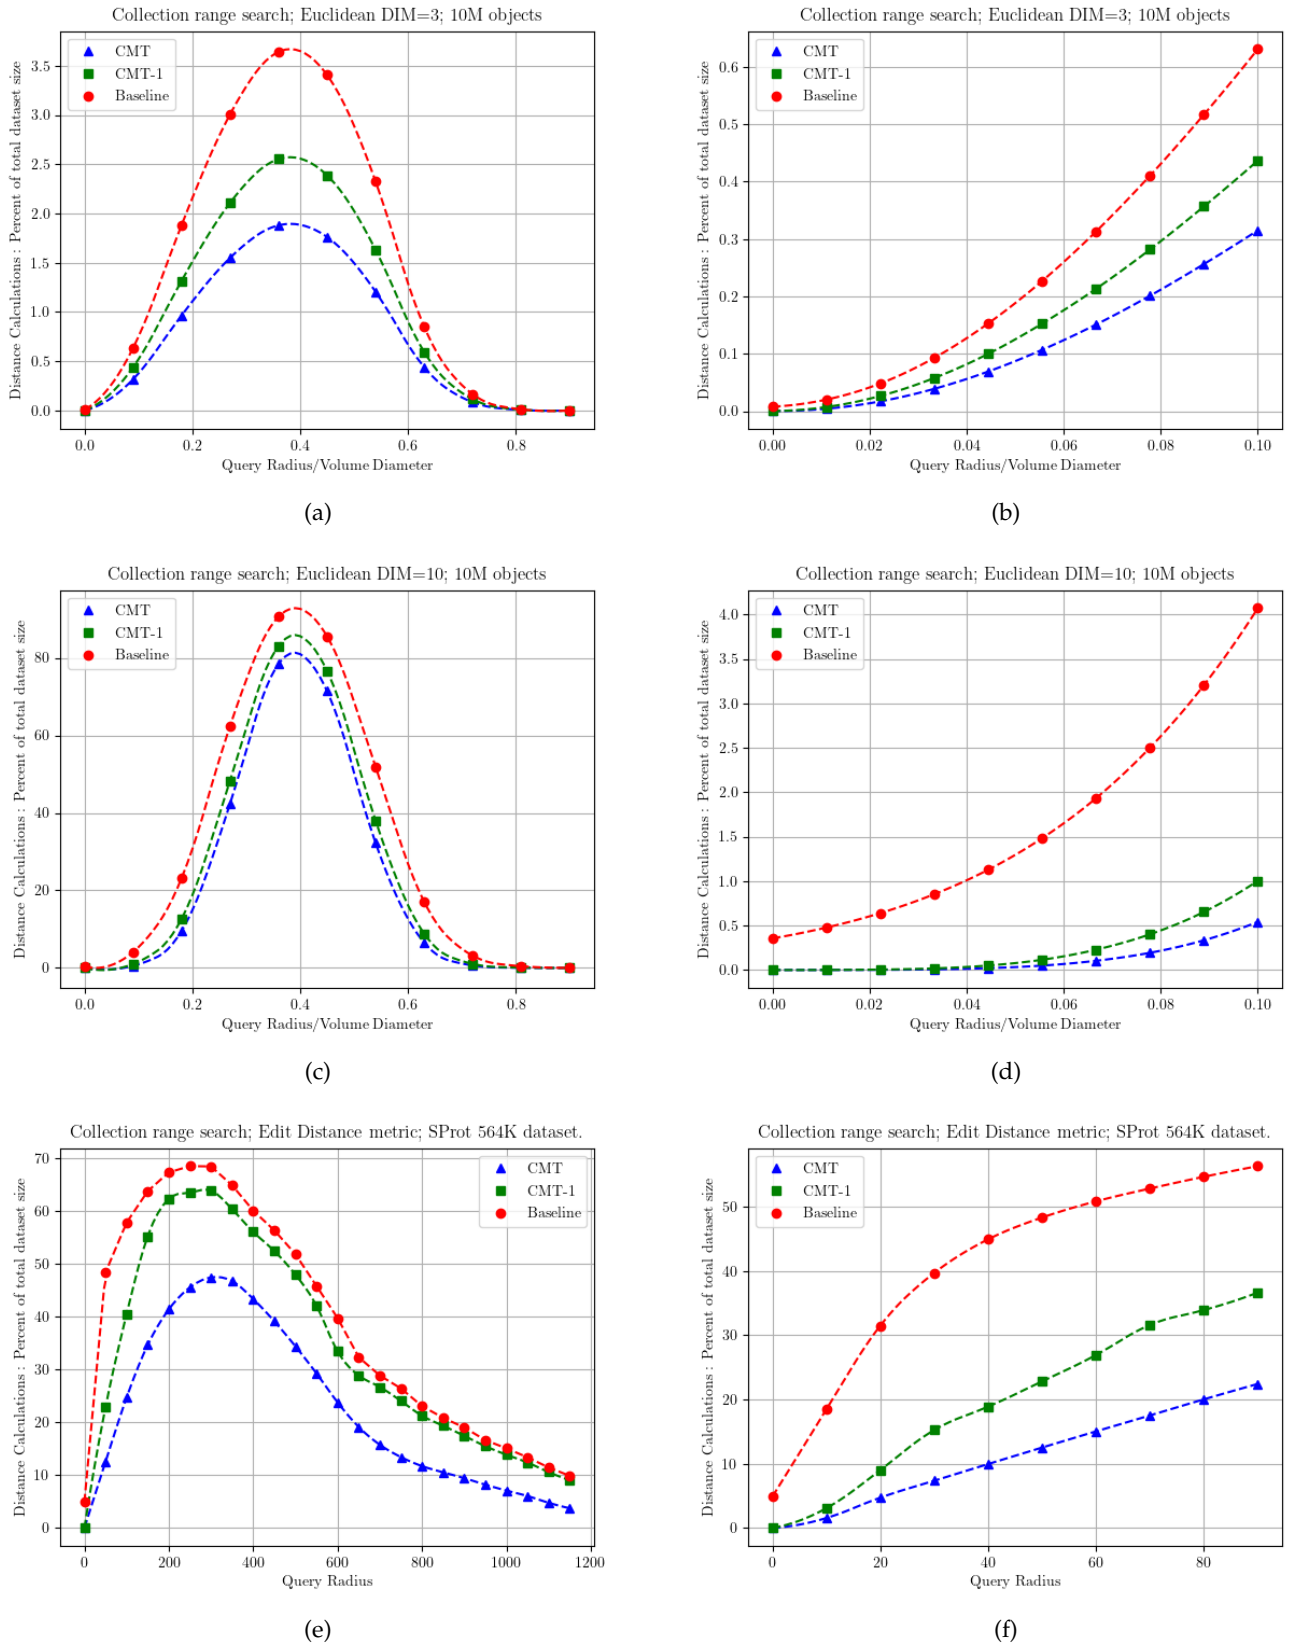 Collection range search; Euclidean DIM=3; 10M objects
Distance Calculations : Percent of total dataset size
CMT
CMT-1
Baseline
3.5
3.0
2.5
2.0
1.5
1.0
0.5
0.0
0.0 0.2 0.4 0.6 0.8
Query Radius/Volume Diameter
(a)
Collection range search; Euclidean DIM=3; 10M objects
Distance Calculations : Percent of total dataset size
CMT
CMT-1
Baseline
0.6
0.5
0.4
0.3
0.2
0.1
0.0
0.00 0.02 0.04 0.06 0.08 0.10
Query Radius/Volume Diameter
(b)
Collection range search; Euclidean DIM=10; 10M objects
Distance Calculations : Percent of total dataset size
CMT
CMT-1
Baseline
80
60
40
20
0
0.0 0.2 0.4 0.6 0.8
Query Radius/Volume Diameter
(c)
Collection range search; Euclidean DIM=10; 10M objects
Distance Calculations : Percent of total dataset size
CMT
CMT-1
Baseline
4.0
3.5
3.0
2.5
2.0
1.5
1.0
0.5
0.0
0.00 0.02 0.04 0.06 0.08 0.10
Query Radius/Volume Diameter
(d)
Collection range search; Edit Distance metric; SProt 564K dataset.
Distance Calculations : Percent of total dataset size
CMT
CMT-1
Baseline
70
60
50
40
30
20
10
0
0 200 400 600 800 1000 1200
Query Radius
(e)
Collection range search; Edit Distance metric; SProt 564K dataset.
Distance Calculations : Percent of total dataset size
CMT
CMT-1
Baseline
50
40
30
20
10
0
0 20 40 60 80
Query Radius
(f)